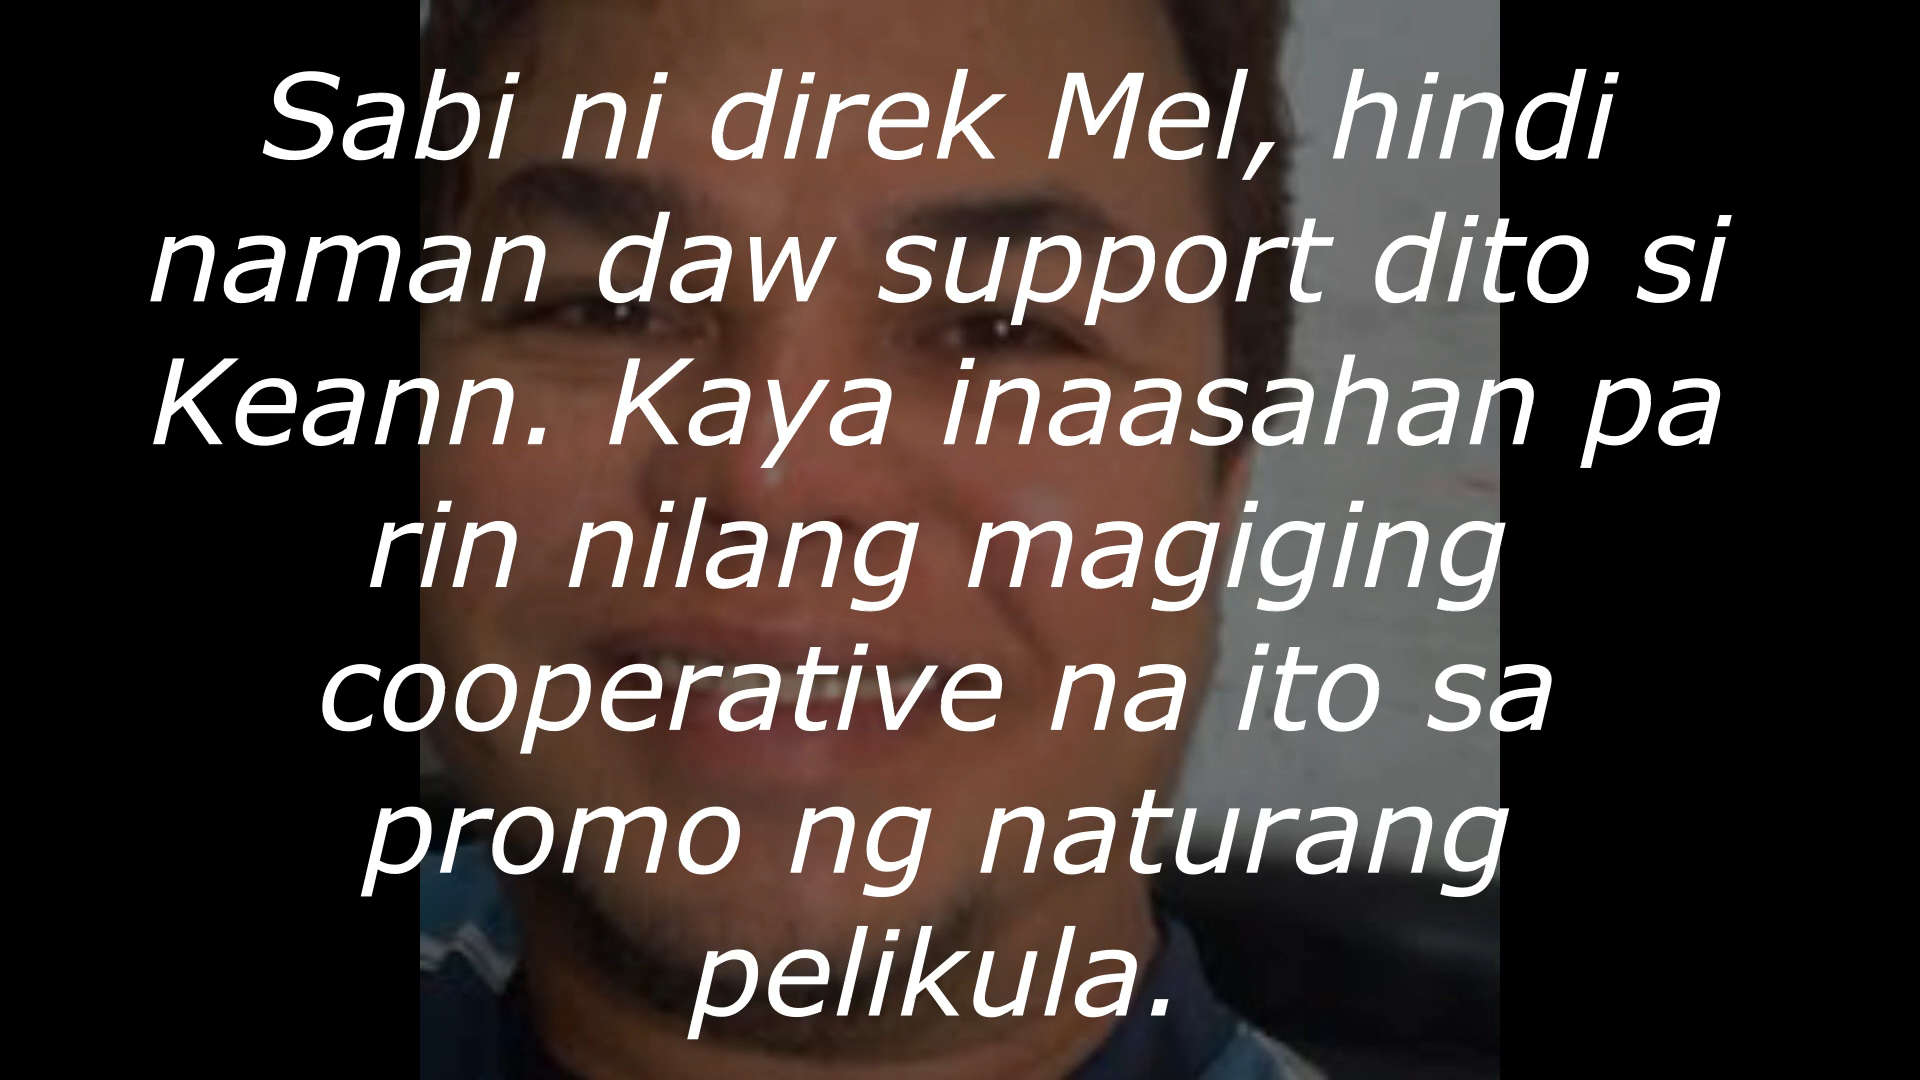 Sabi ni direk Mel, hindi
naman daw support dito si
Keann. Kaya inaasahan pa
rin nilang magiging
cooperative na ito sa
promo ng naturang
pelikula.